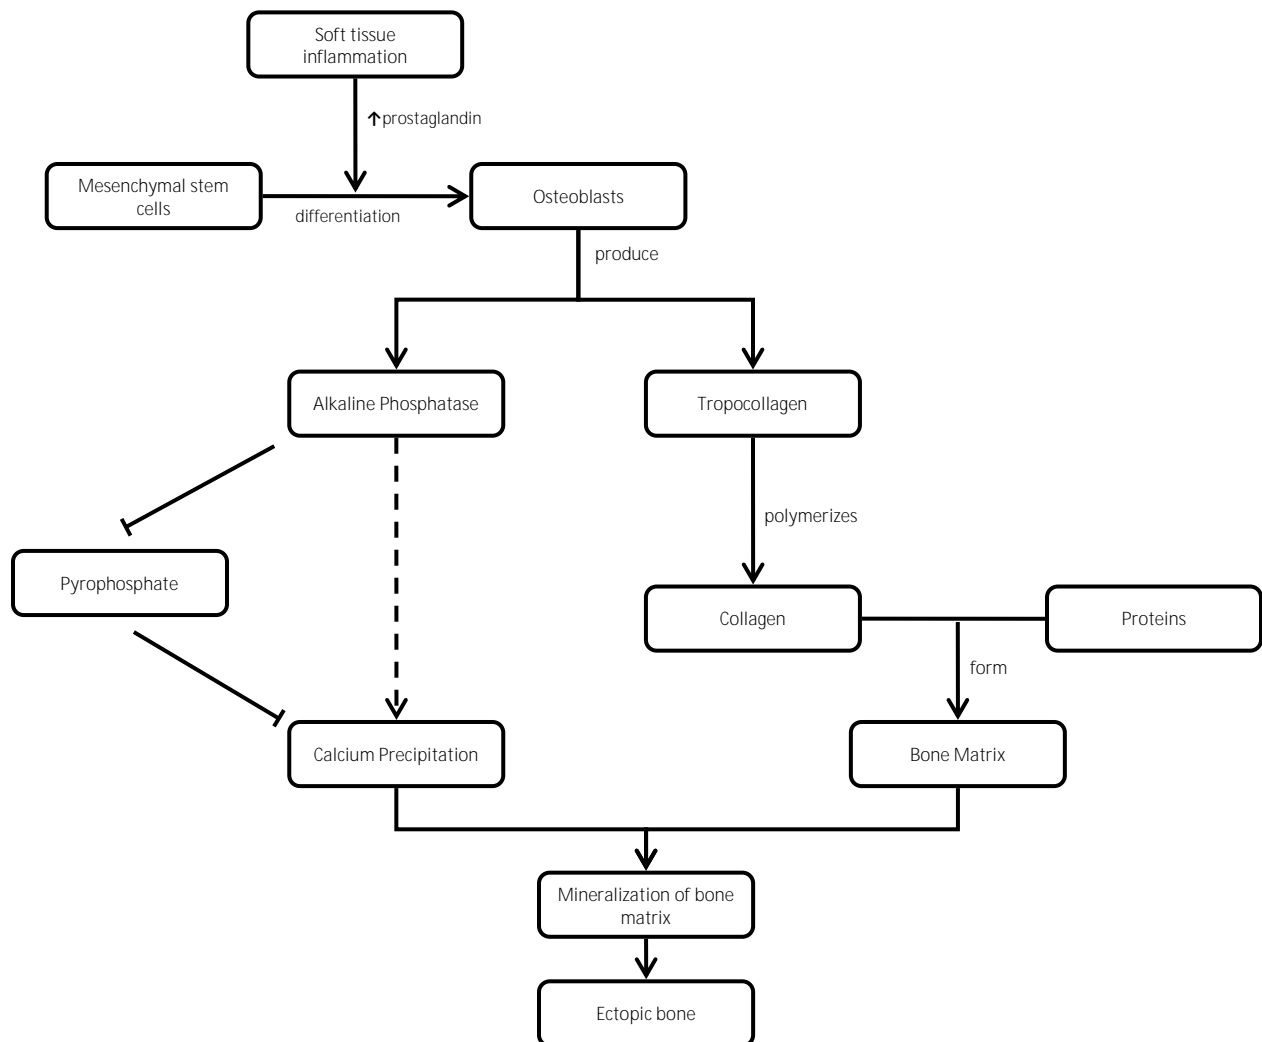 Soft tissue
inflammation
↑prostaglandin
Mesenchymal stem
cells
differentiation
Osteoblasts
produce
Alkaline Phosphatase
Tropocollagen
polymerizes
Pyrophosphate
Collagen
Proteins
form
Calcium Precipitation
Bone Matrix
Mineralization of bone
matrix
Ectopic bone